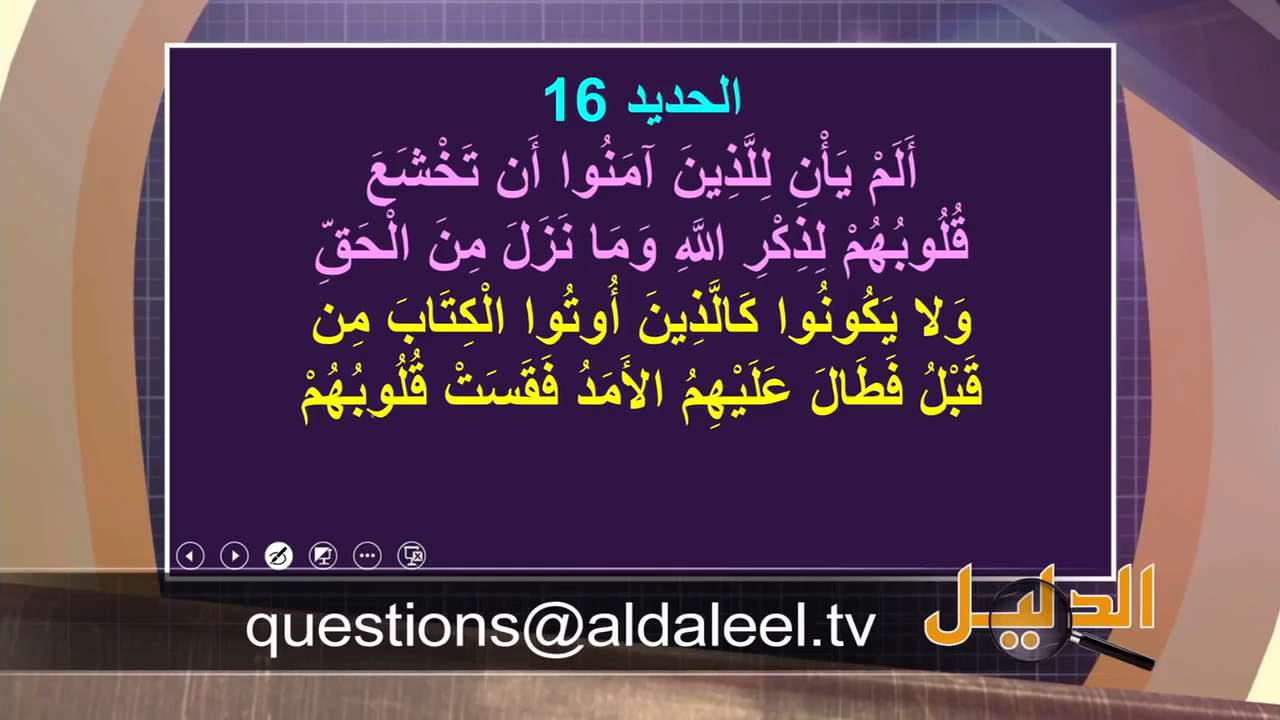 الحديد 16
أَلَمْ يَأْنِ لِلَّذِينَ آمَنُوا أَن تَخْشَعَ
قُلُوبُهُمْ لِذِكْرِ اللَّهِ وَمَا نَزَلَ مِنَ الْحَقِّ
وَلا يَكُونُوا كَالَّذِينَ أُوتُوا الْكِتَابَ مِن
قَبْلُ فَطَالَ عَلَيْهِمُ الأَمَدُ فَقَسَتْ قُلُوبُهُمْ
questions@aldaleel.tv
الدليل